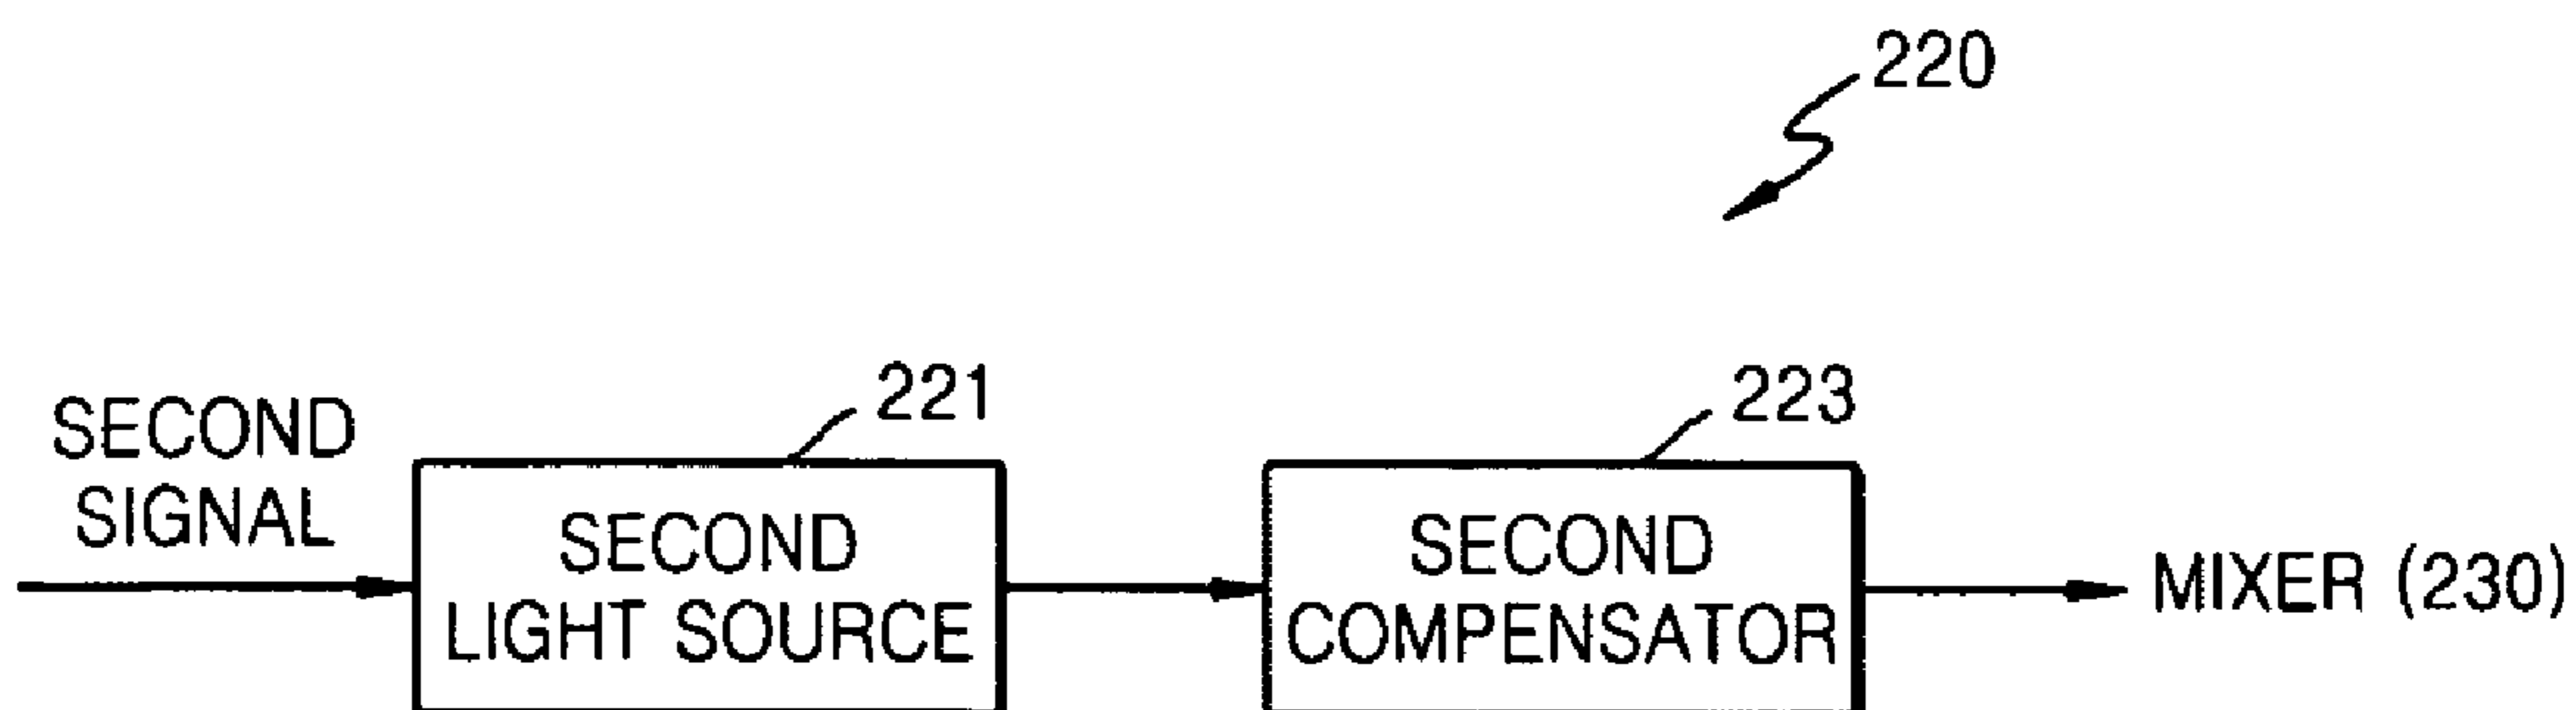 220
221
223
SECOND
SIGNAL
SECOND
LIGHT SOURCE
SECOND
COMPENSATOR
MIXER (230)